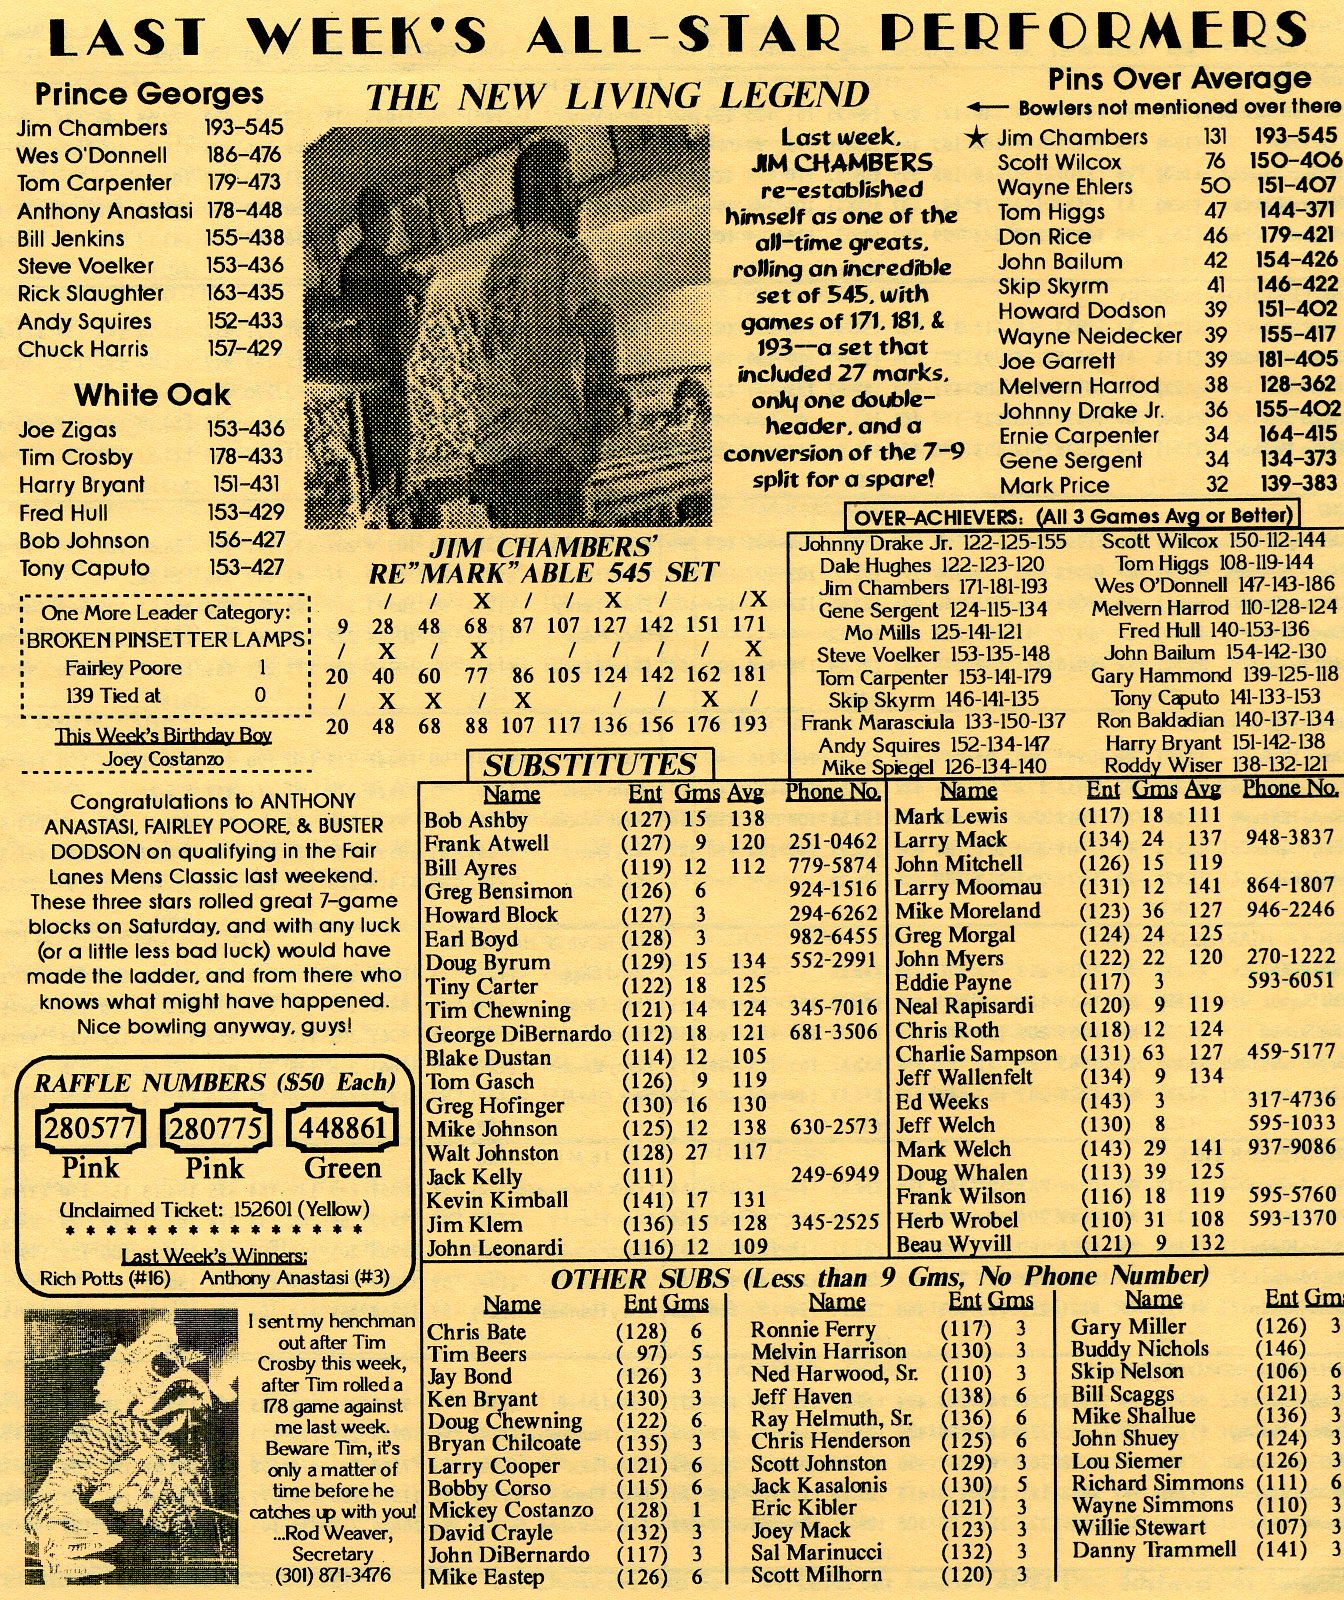 LAST WEEK'S ALL-STAR PERFORMERS
Prince Georges
Jim Chambers 193-545
Wes O'Donnell 186-476
Tom Carpenter 179-473
Anthony Anastasi 178-448
Bill Jenkins 155-438
Steve Voelker 153-436
Rick Slaughter 163-435
Andy Squires 152-433
Chuck Harris 157-429
White Oak
Joe Zigas 153-436
Tim Crosby 178-433
Harry Bryant 151-431
Fred Hull 153-429
Bob Johnson 156-427
Tony Caputo 153-427
One More Leader Category:
BROKEN PINSETTER LAMPS
Fairley Poore 1
139 Tied at 0
This Week's Birthday Boy
Joey Costanzo
THE NEW LIVING LEGEND
Last week,
JIM CHAMBERS
re-established
himself as one of the
all-time greats,
rolling an incredible
set of 545, with
games of 171, 181, &
193—a set that
included 27 marks,
only one double-
header, and a
conversion of the 7-9
split for a spare!
JIM CHAMBERS'
RE"MARK"ABLE 545 SET
/ / X / / X / /X
9 28 48 68 87 107 127 142 151 171
/ X / X / / / / X
20 40 60 77 86 105 124 142 162 181
/ X X / X / / X /
20 48 68 88 107 117 136 156 176 193
Pins Over Average
← Bowlers not mentioned over there
★ Jim Chambers 131 193-545
Scott Wilcox 76 150-406
Wayne Ehlers 50 151-407
Tom Higgs 47 144-371
Don Rice 46 179-421
John Bailum 42 154-426
Skip Skyrm 41 146-422
Howard Dodson 39 151-402
Wayne Neidecker 39 155-417
Joe Garrett 39 181-405
Melvern Harrod 38 128-362
Johnny Drake Jr. 36 155-402
Ernie Carpenter 34 164-415
Gene Sergent 34 134-373
Mark Price 32 139-383
OVER-ACHIEVERS: (All 3 Games Avg or Better)
Johnny Drake Jr. 122-125-155
Dale Hughes 122-123-120
Jim Chambers 171-181-193
Gene Sergent 124-115-134
Mo Mills 125-141-121
Steve Voelker 153-135-148
Tom Carpenter 153-141-179
Skip Skyrm 146-141-135
Frank Marasciula 133-150-137
Andy Squires 152-134-147
Mike Spiegel 126-134-140
Scott Wilcox 150-112-144
Tom Higgs 108-119-144
Wes O'Donnell 147-143-186
Melvern Harrod 110-128-124
Fred Hull 140-153-136
John Bailum 154-142-130
Gary Hammond 139-125-118
Tony Caputo 141-133-153
Ron Baldadian 140-137-134
Harry Bryant 151-142-138
Roddy Wiser 138-132-121
Congratulations to ANTHONY
ANASTASI, FAIRLEY POORE, & BUSTER
DODSON on qualifying in the Fair
Lanes Mens Classic last weekend.
These three stars rolled great 7-game
blocks on Saturday, and with any luck
(or a little less bad luck) would have
made the ladder, and from there who
knows what might have happened.
Nice bowling anyway, guys!
RAFFLE NUMBERS ($50 Each)
280577 280775 448861
Pink Pink Green
Unclaimed Ticket: 152601 (Yellow)
* * * * * * * * * * * * * * *
Last Week's Winners:
Rich Potts (#16) Anthony Anastasi (#3)
I sent my henchman
out after Tim
Crosby this week,
after Tim rolled a
178 game against
me last week.
Beware Tim, it's
only a matter of
time before he
catches up with you!
...Rod Weaver,
Secretary
(301) 871-3476
SUBSTITUTES
Name Ent Gms Avg Phone No.
Bob Ashby (127) 15 138
Frank Atwell (127) 9 120 251-0462
Bill Ayres (119) 12 112 779-5874
Greg Bensimon (126) 6 924-1516
Howard Block (127) 3 294-6262
Earl Boyd (128) 3 982-6455
Doug Byrum (129) 15 134 552-2991
Tiny Carter (122) 18 125
Tim Chewning (121) 14 124 345-7016
George DiBernardo (112) 18 121 681-3506
Blake Dustan (114) 12 105
Tom Gasch (126) 9 119
Greg Hofinger (130) 16 130
Mike Johnson (125) 12 138 630-2573
Walt Johnston (128) 27 117
Jack Kelly (111) 249-6949
Kevin Kimball (141) 17 131
Jim Klem (136) 15 128 345-2525
John Leonardi (116) 12 109
Name Ent Gms Avg Phone No.
Mark Lewis (117) 18 111
Larry Mack (134) 24 137 948-3837
John Mitchell (126) 15 119
Larry Moomau (131) 12 141 864-1807
Mike Moreland (123) 36 127 946-2246
Greg Morgal (124) 24 125
John Myers (122) 22 120 270-1222
Eddie Payne (117) 3 593-6051
Neal Rapisardi (120) 9 119
Chris Roth (118) 12 124
Charlie Sampson (131) 63 127 459-5177
Jeff Wallenfelt (134) 9 134
Ed Weeks (143) 3 317-4736
Jeff Welch (130) 8 595-1033
Mark Welch (143) 29 141 937-9086
Doug Whalen (113) 39 125
Frank Wilson (116) 18 119 595-5760
Herb Wrobel (110) 31 108 593-1370
Beau Wyvill (121) 9 132
OTHER SUBS (Less than 9 Gms, No Phone Number)
Name Ent Gms
Chris Bate (128) 6
Tim Beers ( 97) 5
Jay Bond (126) 3
Ken Bryant (130) 3
Doug Chewning (122) 6
Bryan Chilcoate (135) 3
Larry Cooper (121) 6
Bobby Corso (115) 6
Mickey Costanzo (128) 1
David Crayle (132) 3
John DiBernardo (117) 3
Mike Eastep (126) 6
Name Ent Gms
Ronnie Ferry (117) 3
Melvin Harrison (130) 3
Ned Harwood, Sr. (110) 3
Jeff Haven (138) 6
Ray Helmuth, Sr. (136) 6
Chris Henderson (125) 6
Scott Johnston (129) 3
Jack Kasalonis (130) 5
Eric Kibler (121) 3
Joey Mack (123) 3
Sal Marinucci (132) 3
Scott Milhorn (120) 3
Name Ent Gms
Gary Miller (126) 3
Buddy Nichols (146)
Skip Nelson (106) 6
Bill Scaggs (121) 3
Mike Shallue (136) 3
John Shuey (124) 3
Lou Siemer (126) 3
Richard Simmons (111) 6
Wayne Simmons (110) 3
Willie Stewart (107) 3
Danny Trammell (141) 3